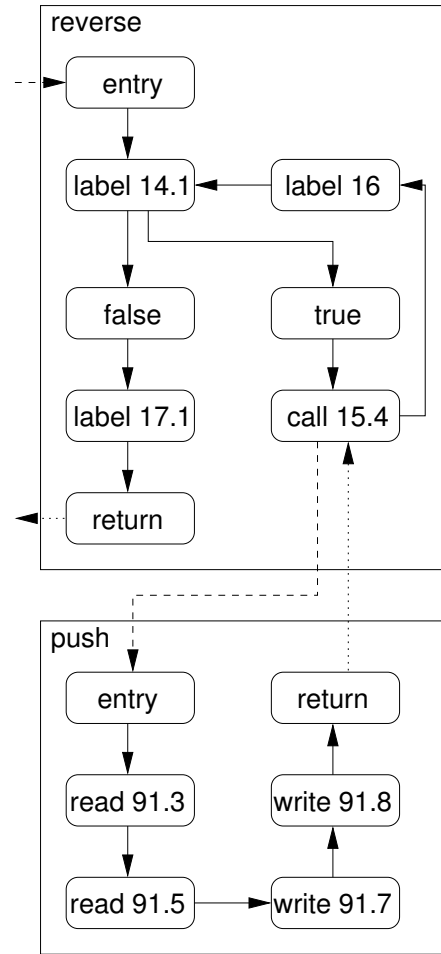 reverse
entry
label 14.1
label 16
false
true
label 17.1
call 15.4
return
push
entry
return
read 91.3
write 91.8
read 91.5
write 91.7